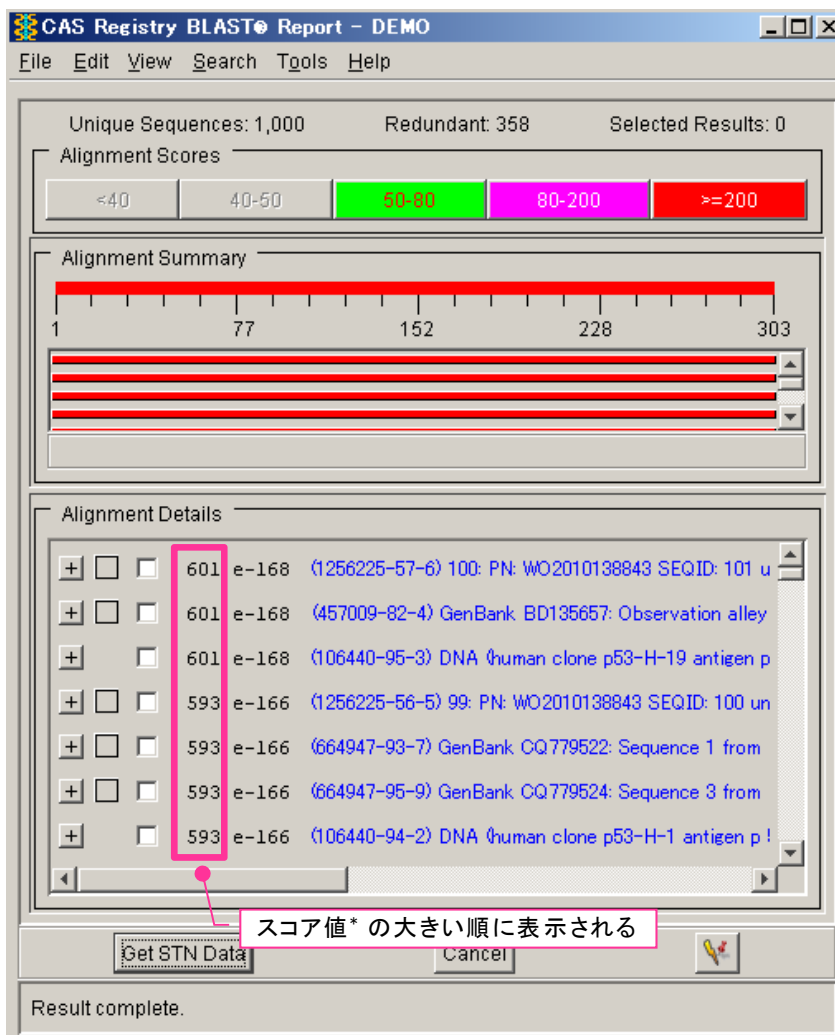 CAS Registry BLAST® Report - DEMO
File Edit View Search Tools Help
Unique Sequences: 1,000 Redundant: 358 Selected Results: 0
Alignment Scores
<40 40-50 50-80 80-200 >=200
Alignment Summary
1 77 152 228 303
Alignment Details
+ 601 e-168 (1256225-57-6) 100: PN: WO2010138843 SEQID: 101 u
+ 601 e-168 (457009-82-4) GenBank BD135657: Observation alley
+ 601 e-168 (106440-95-3) DNA (human clone p53-H-19 antigen p
+ 593 e-166 (1256225-56-5) 99: PN: WO2010138843 SEQID: 100 un
+ 593 e-166 (664947-93-7) GenBank CQ779522: Sequence 1 from
+ 593 e-166 (664947-95-9) GenBank CQ779524: Sequence 3 from
+ 593 e-166 (106440-94-2) DNA (human clone p53-H-1 antigen p
スコア値* の大きい順に表示される
Get STN Data Cancel
Result complete.